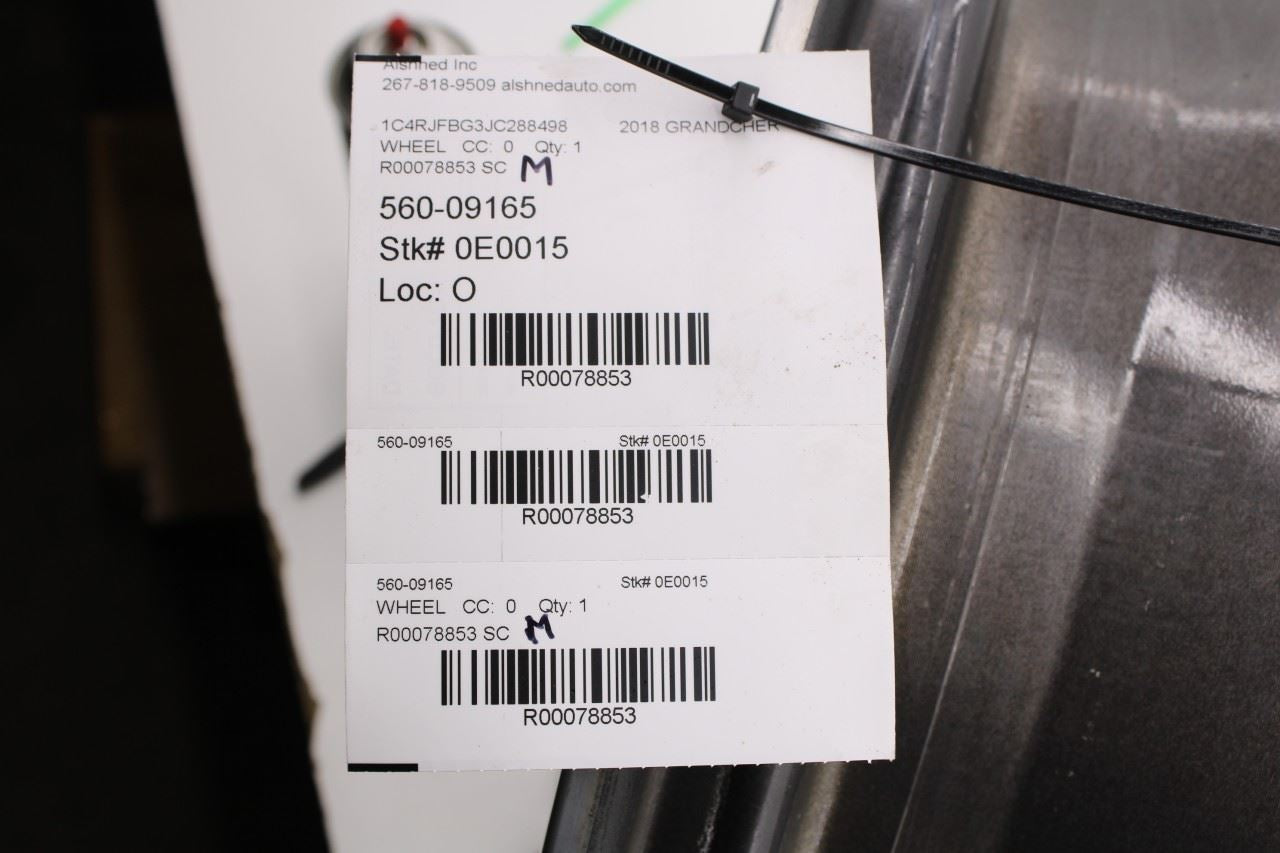 Alshned Inc
267-818-9509 alshnedauto.com
1C4RJFBG3JC288498 2018 GRANDCHER
WHEEL CC: 0 Qty: 1
R00078853 SC M
560-09165
Stk# 0E0015
Loc: O
R00078853
560-09165 Stk# 0E0015
R00078853
560-09165 Stk# 0E0015
WHEEL CC: 0 Qty: 1
R00078853 SC M
R00078853